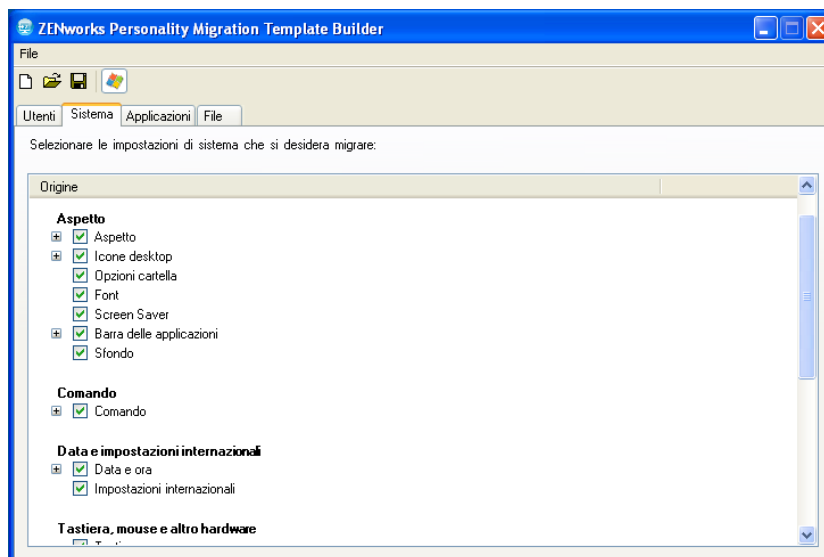 ZENworks Personality Migration Template Builder
File
Utenti Sistema Applicazioni File
Selezionare le impostazioni di sistema che si desidera migrare:
Origine
Aspetto
Aspetto
Icone desktop
Opzioni cartella
Font
Screen Saver
Barra delle applicazioni
Sfondo
Comando
Comando
Data e impostazioni internazionali
Data e ora
Impostazioni internazionali
Tastiera, mouse e altro hardware